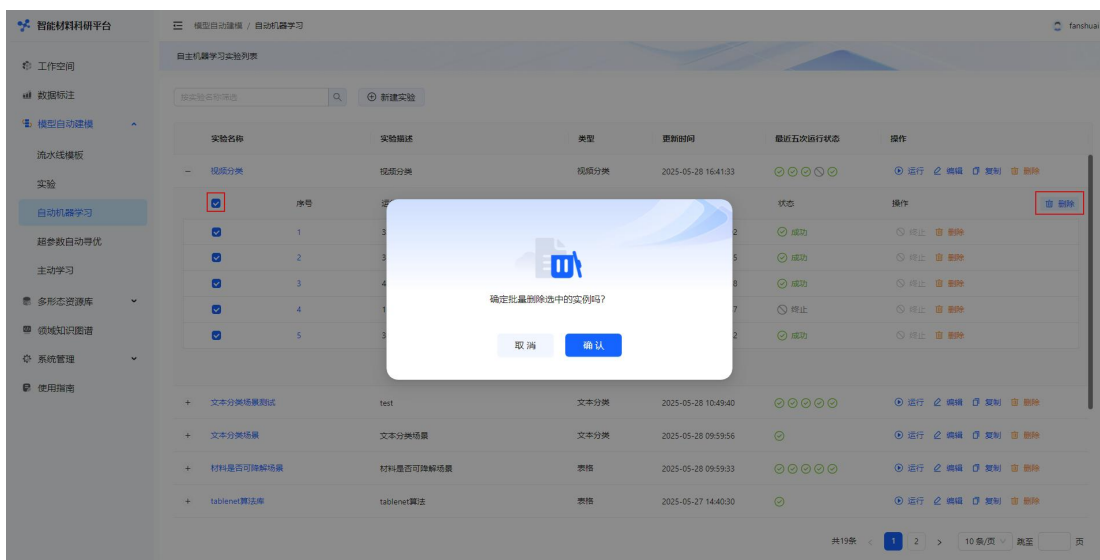 智能材料科研平台
模型自动建模 / 自动机器学习
fanshuai
工作空间
数据标注
模型自动建模
流水线模板
实验
自动机器学习
超参数自动寻优
主动学习
多形态资源库
领域知识图谱
系统管理
使用指南
自主机器学习实验列表
按实验名称筛选 新建实验
实验名称 实验描述 类型 更新时间 最近五次运行状态 操作
视频分类 视频分类 视频分类 2025-05-28 16:41:33 运行 编辑 复制 删除
序号 状态 操作 删除
1 3 2 成功 终止 删除
2 3 5 成功 终止 删除
3 4 8 成功 终止 删除
4 1 7 终止 终止 删除
5 3 2 成功 终止 删除
确定批量删除选中的实例吗?
取消 确认
文本分类场景测试 test 文本分类 2025-05-28 10:49:40 运行 编辑 复制 删除
文本分类场景 文本分类场景 文本分类 2025-05-28 09:59:56 运行 编辑 复制 删除
材料是否可降解场景 材料是否可降解场景 表格 2025-05-28 09:59:33 运行 编辑 复制 删除
tablenet算法库 tablenet算法 表格 2025-05-27 14:40:30 运行 编辑 复制 删除
共19条 1 2 10条/页 跳至 页